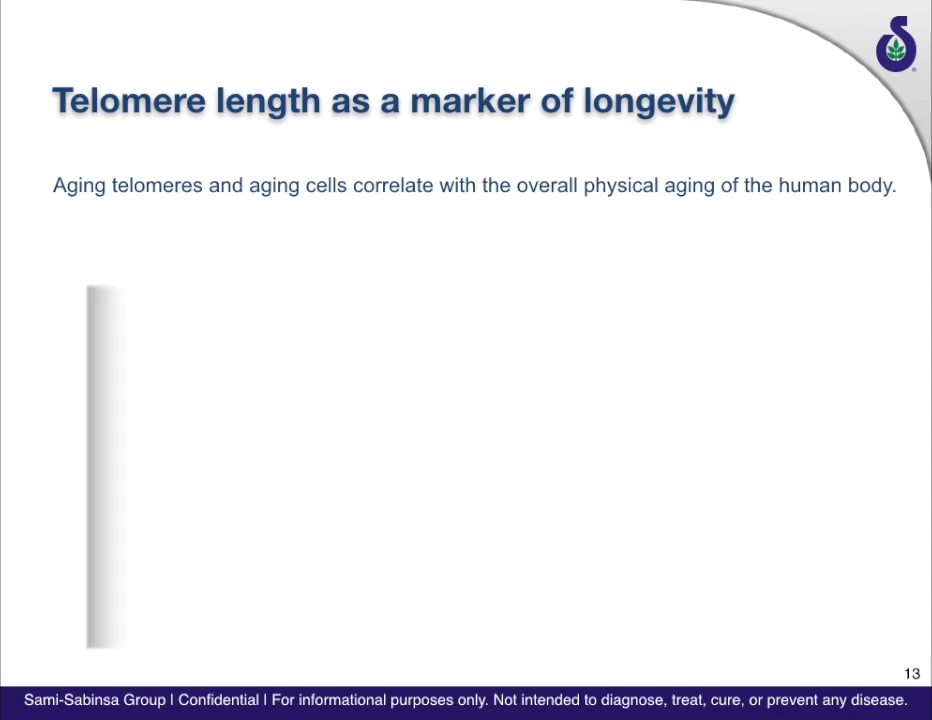 Telomere length as a marker of longevity
Aging telomeres and aging cells correlate with the overall physical aging of the human body.
13
Sami-Sabinsa Group | Confidential | For informational purposes only. Not intended to diagnose, treat, cure, or prevent any disease.